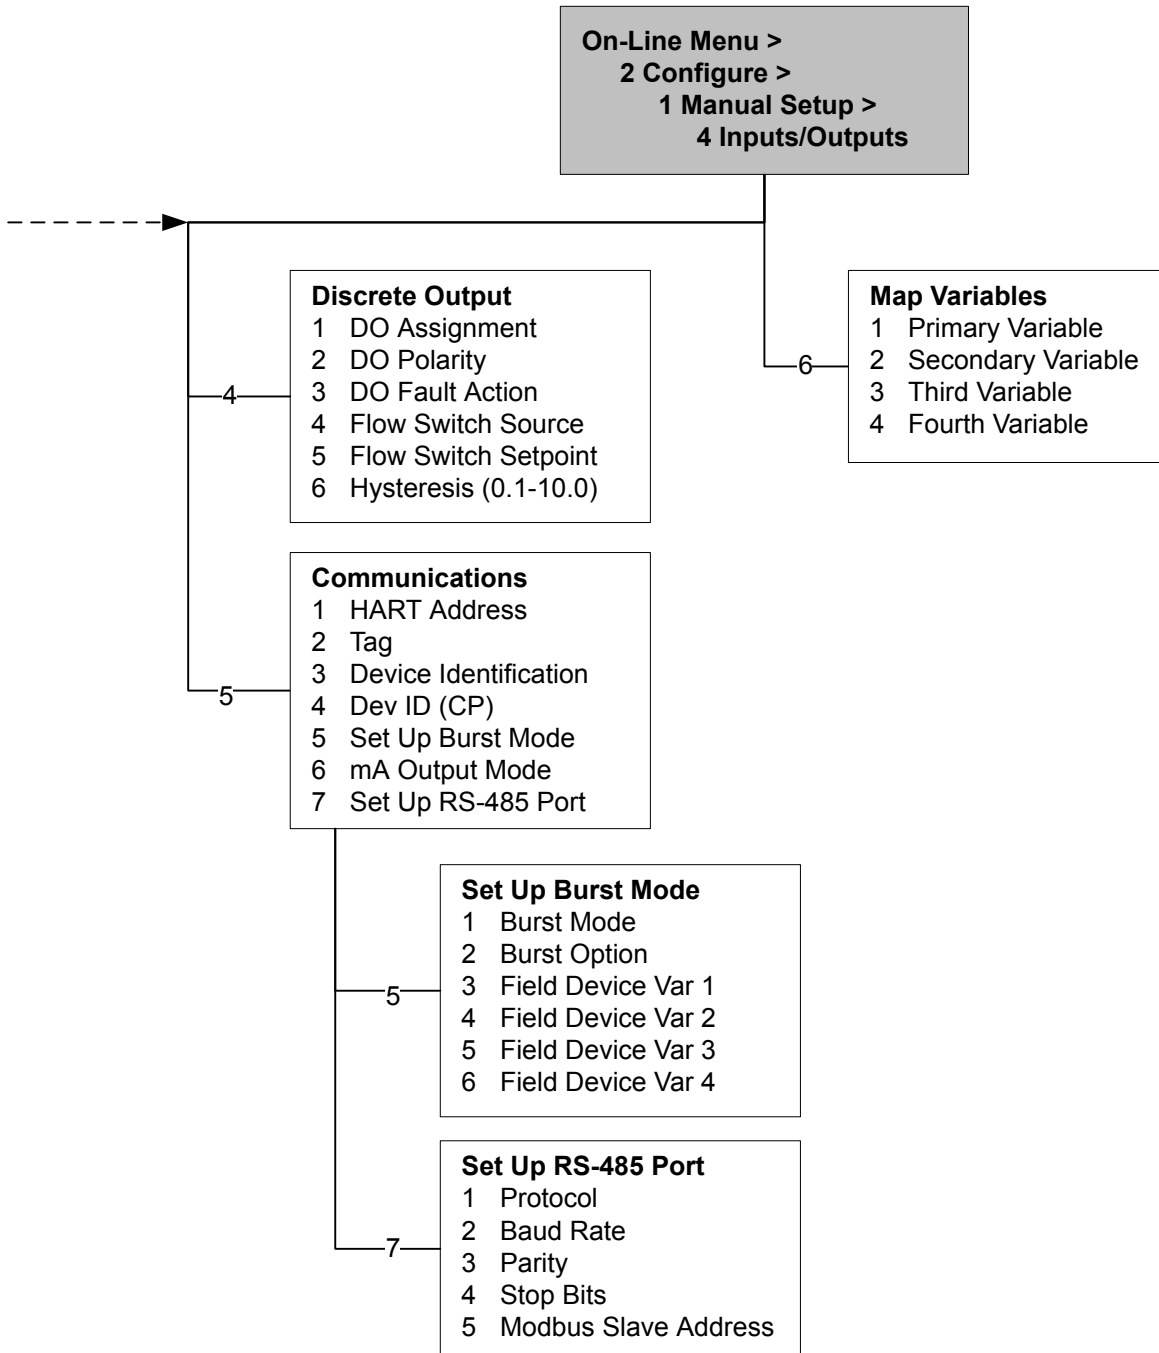 On-Line Menu >
2 Configure >
1 Manual Setup >
4 Inputs/Outputs
4
Discrete Output
1 DO Assignment
2 DO Polarity
3 DO Fault Action
4 Flow Switch Source
5 Flow Switch Setpoint
6 Hysteresis (0.1-10.0)
6
Map Variables
1 Primary Variable
2 Secondary Variable
3 Third Variable
4 Fourth Variable
5
Communications
1 HART Address
2 Tag
3 Device Identification
4 Dev ID (CP)
5 Set Up Burst Mode
6 mA Output Mode
7 Set Up RS-485 Port
5
Set Up Burst Mode
1 Burst Mode
2 Burst Option
3 Field Device Var 1
4 Field Device Var 2
5 Field Device Var 3
6 Field Device Var 4
7
Set Up RS-485 Port
1 Protocol
2 Baud Rate
3 Parity
4 Stop Bits
5 Modbus Slave Address